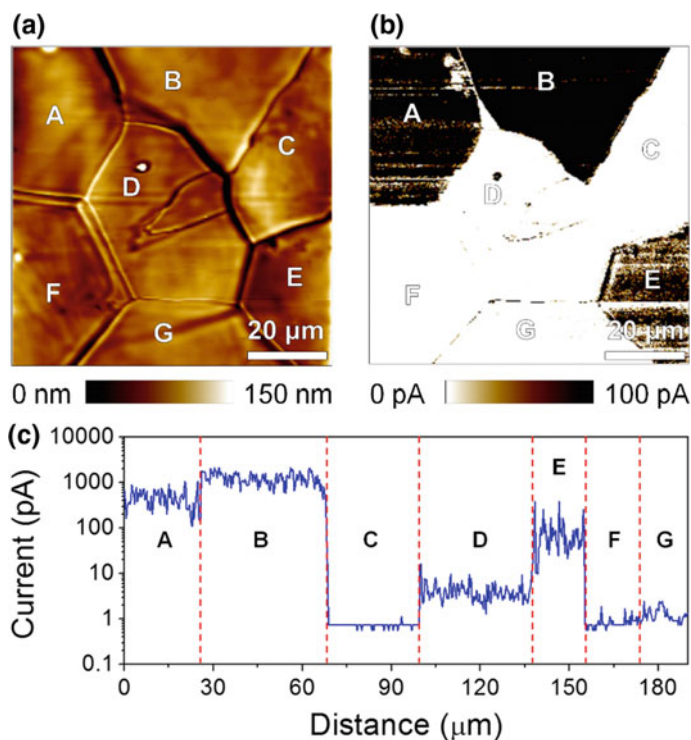 (a)
A
B
C
D
E
F
G
20 μm
0 nm
150 nm
(b)
A
B
C
D
E
F
G
20 μm
0 pA
100 pA
(c)
Current (pA)
10000
1000
100
10
1
0.1
A
B
C
D
E
F
G
0
30
60
90
120
150
180
Distance (μm)